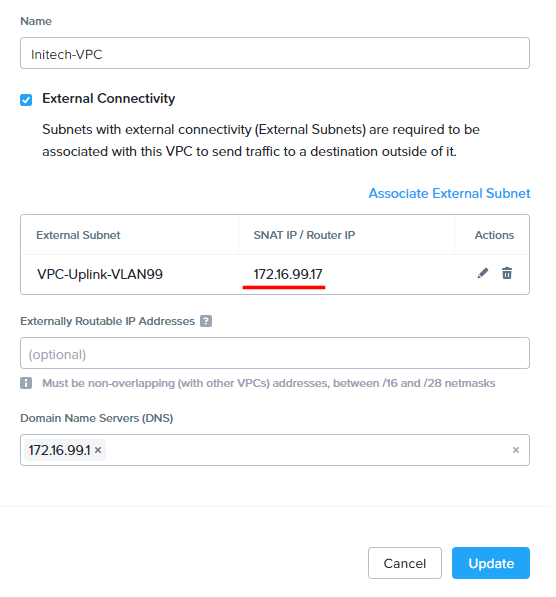 Name
Initech-VPC
External Connectivity
Subnets with external connectivity (External Subnets) are required to be
associated with this VPC to send traffic to a destination outside of it.
Associate External Subnet
External Subnet SNAT IP / Router IP Actions
VPC-Uplink-VLAN99 172.16.99.17
Externally Routable IP Addresses ?
(optional)
i Must be non-overlapping (with other VPCs) addresses, between /16 and /28 netmasks
Domain Name Servers (DNS)
172.16.99.1 × ×
Cancel Update